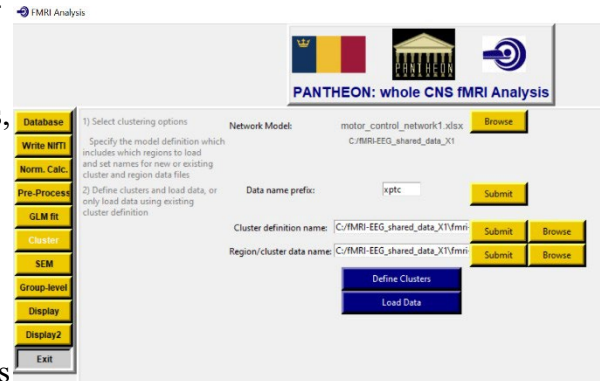 FMRI Analysis
PANTHEON
PANTHEON: whole CNS fMRI Analysis
Database
Write NIfTI
Norm. Calc.
Pre-Process
GLM fit
Cluster
SEM
Group-level
Display
Display2
Exit
1) Select clustering options
Specify the model definition which
includes which regions to load
and set names for new or existing
cluster and region data files
2) Define clusters and load data, or
only load data using existing
cluster definition
Network Model: motor_control_network1.xlsx Browse
C:/fMRI-EEG_shared_data_X1
Data name prefix: xptc Submit
Cluster definition name: C:/fMRI-EEG_shared_data_X1\fmri- Submit Browse
Region/cluster data name: C:/fMRI-EEG_shared_data_X1\fmri- Submit Browse
Define Clusters
Load Data
s,
s